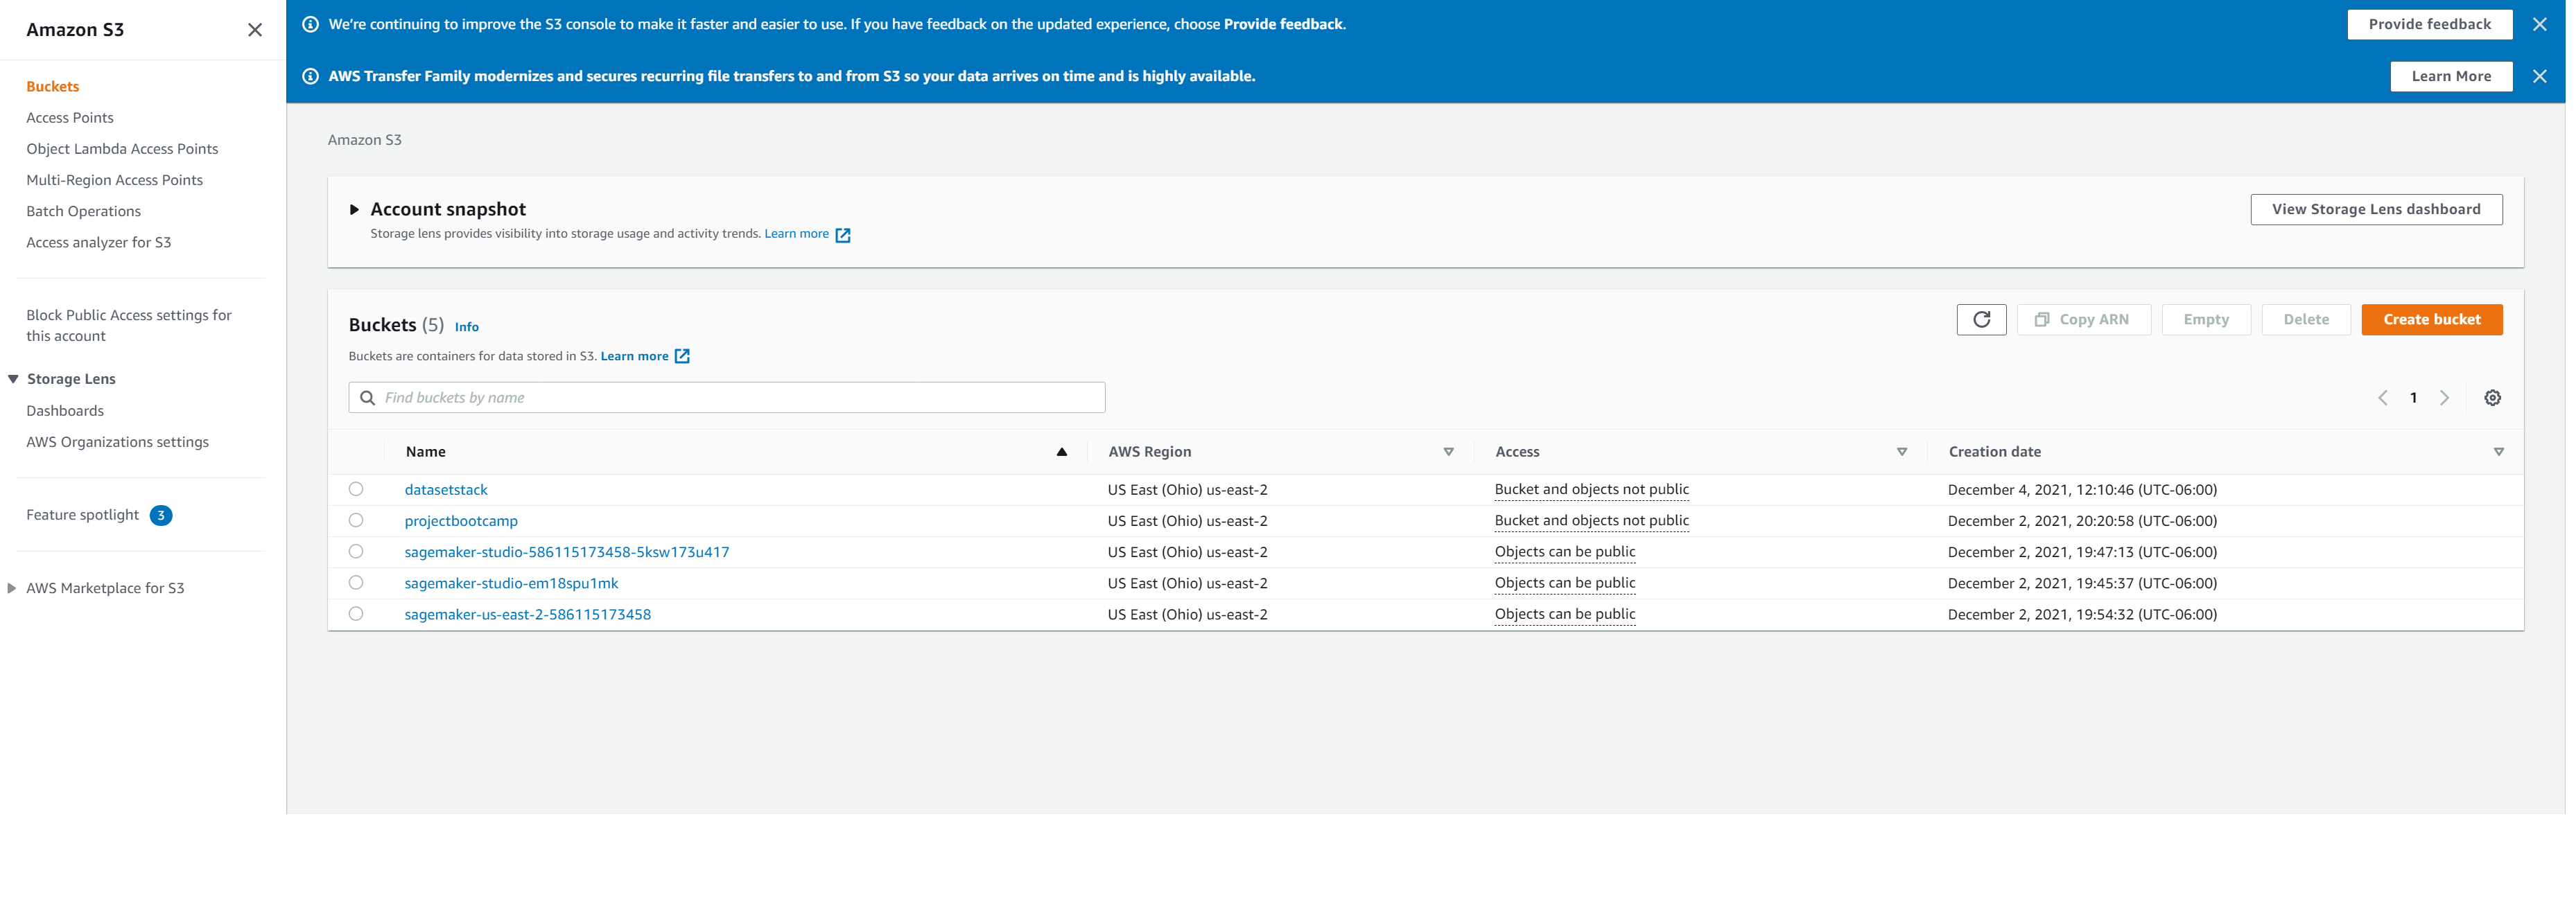 Amazon S3
Buckets
Access Points
Object Lambda Access Points
Multi-Region Access Points
Batch Operations
Access analyzer for S3
Block Public Access settings for
this account
Storage Lens
Dashboards
AWS Organizations settings
Feature spotlight 3
AWS Marketplace for S3
We're continuing to improve the S3 console to make it faster and easier to use. If you have feedback on the updated experience, choose Provide feedback. Provide feedback
AWS Transfer Family modernizes and secures recurring file transfers to and from S3 so your data arrives on time and is highly available. Learn More
Amazon S3
Account snapshot View Storage Lens dashboard
Storage lens provides visibility into storage usage and activity trends. Learn more
Buckets (5) Info Copy ARN Empty Delete Create bucket
Buckets are containers for data stored in S3. Learn more
Find buckets by name 1
Name AWS Region Access Creation date
datasetstack US East (Ohio) us-east-2 Bucket and objects not public December 4, 2021, 12:10:46 (UTC-06:00)
projectbootcamp US East (Ohio) us-east-2 Bucket and objects not public December 2, 2021, 20:20:58 (UTC-06:00)
sagemaker-studio-586115173458-5ksw173u417 US East (Ohio) us-east-2 Objects can be public December 2, 2021, 19:47:13 (UTC-06:00)
sagemaker-studio-em18spu1mk US East (Ohio) us-east-2 Objects can be public December 2, 2021, 19:45:37 (UTC-06:00)
sagemaker-us-east-2-586115173458 US East (Ohio) us-east-2 Objects can be public December 2, 2021, 19:54:32 (UTC-06:00)